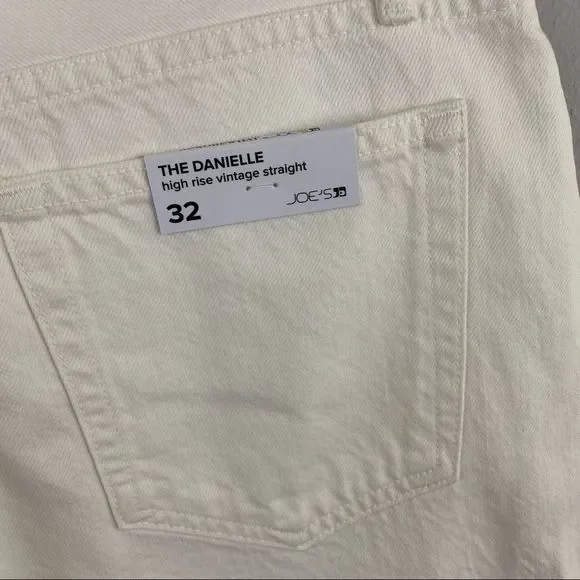 THE DANIELLE
high rise vintage straight
32
JOE'S